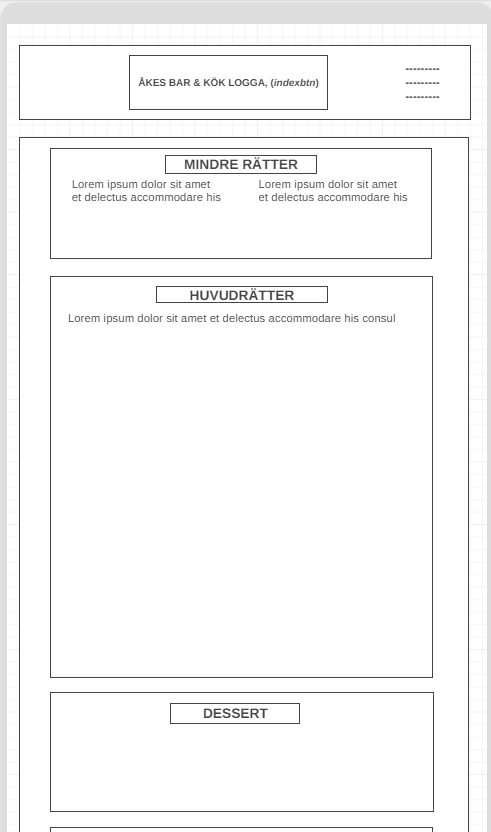 ÅKES BAR & KÖK LOGGA, (indexbtn)
---------
---------
---------
MINDRE RÄTTER
Lorem ipsum dolor sit amet
et delectus accommodare his
Lorem ipsum dolor sit amet
et delectus accommodare his
HUVUDRÄTTER
Lorem ipsum dolor sit amet et delectus accommodare his consul
DESSERT